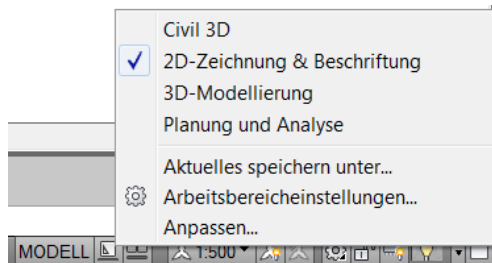 Civil 3D
2D-Zeichnung & Beschriftung
3D-Modellierung
Planung und Analyse
Aktuelles speichern unter...
Arbeitsbereicheinstellungen...
Anpassen...
MODELL 1:500